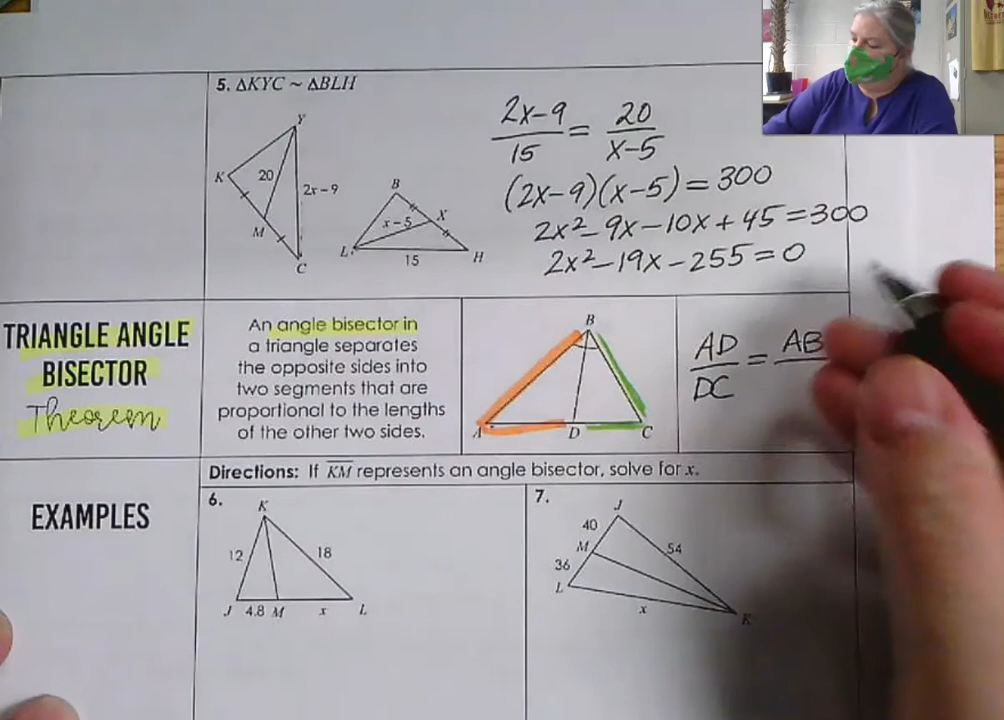 5. ΔKYC ~ ΔBLH
Y
K
20
2x − 9
M
C
B
x − 5
X
L
15
H
2x-9/15 = 20/x-5
(2x-9)(x-5) = 300
2x²-9x-10x+45=300
2x²-19x-255=0
TRIANGLE ANGLE
BISECTOR
Theorem
An angle bisector in
a triangle separates
the opposite sides into
two segments that are
proportional to the lengths
of the other two sides.
B
A
D
C
AD/DC = AB
Directions: If KM represents an angle bisector, solve for x.
EXAMPLES
6.
K
12
18
J 4.8 M x L
7.
J
40
M
54
36
L
x
K